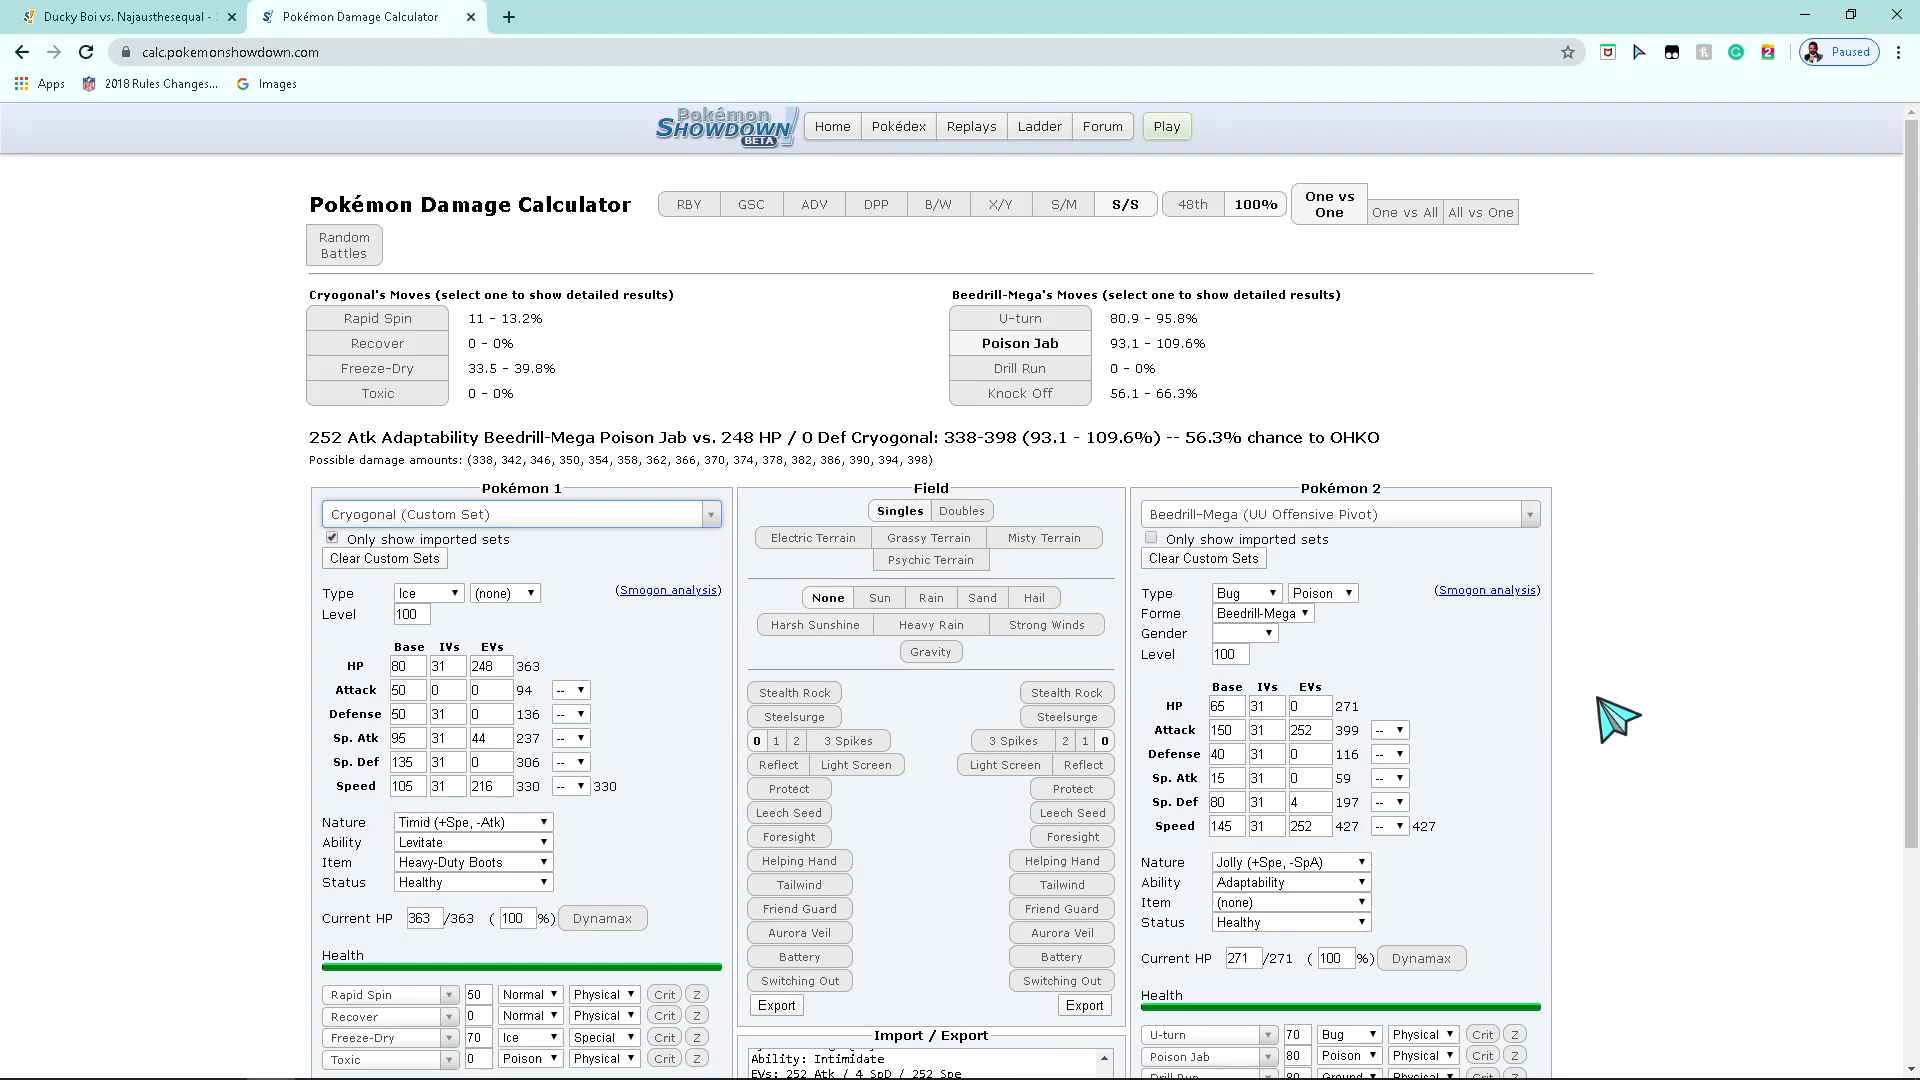 Ducky Boi vs. Najausthesequal -
Pokémon Damage Calculator
calc.pokemonshowdown.com
Paused
Apps 2018 Rules Changes... Images
Pokémon SHOWDOWN! BETA
Home Pokédex Replays Ladder Forum Play
Pokémon Damage Calculator RBY GSC ADV DPP B/W X/Y S/M S/S 48th 100% One vs One One vs All All vs One
Random Battles
Cryogonal's Moves (select one to show detailed results)
Rapid Spin 11 - 13.2%
Recover 0 - 0%
Freeze-Dry 33.5 - 39.8%
Toxic 0 - 0%
Beedrill-Mega's Moves (select one to show detailed results)
U-turn 80.9 - 95.8%
Poison Jab 93.1 - 109.6%
Drill Run 0 - 0%
Knock Off 56.1 - 66.3%
252 Atk Adaptability Beedrill-Mega Poison Jab vs. 248 HP / 0 Def Cryogonal: 338-398 (93.1 - 109.6%) -- 56.3% chance to OHKO
Possible damage amounts: (338, 342, 346, 350, 354, 358, 362, 366, 370, 374, 378, 382, 386, 390, 394, 398)
Pokémon 1
Cryogonal (Custom Set)
Only show imported sets
Clear Custom Sets
Type Ice (none) (Smogon analysis)
Level 100
Base IVs EVs
HP 80 31 248 363
Attack 50 0 0 94 --
Defense 50 31 0 136 --
Sp. Atk 95 31 44 237 --
Sp. Def 135 31 0 306 --
Speed 105 31 216 330 -- 330
Nature Timid (+Spe, -Atk)
Ability Levitate
Item Heavy-Duty Boots
Status Healthy
Current HP 363 /363 ( 100 %) Dynamax
Health
Rapid Spin 50 Normal Physical Crit Z
Recover 0 Normal Physical Crit Z
Freeze-Dry 70 Ice Special Crit Z
Toxic 0 Poison Physical Crit Z
Field
Singles Doubles
Electric Terrain Grassy Terrain Misty Terrain
Psychic Terrain
None Sun Rain Sand Hail
Harsh Sunshine Heavy Rain Strong Winds
Gravity
Stealth Rock Stealth Rock
Steelsurge Steelsurge
0 1 2 3 Spikes 3 Spikes 2 1 0
Reflect Light Screen Light Screen Reflect
Protect Protect
Leech Seed Leech Seed
Foresight Foresight
Helping Hand Helping Hand
Tailwind Tailwind
Friend Guard Friend Guard
Aurora Veil Aurora Veil
Battery Battery
Switching Out Switching Out
Export Export
Import / Export
Ability: Intimidate
EVs: 252 Atk / 4 SpD / 252 Spe
Pokémon 2
Beedrill-Mega (UU Offensive Pivot)
Only show imported sets
Clear Custom Sets
Type Bug Poison (Smogon analysis)
Forme Beedrill-Mega
Gender
Level 100
Base IVs EVs
HP 65 31 0 271
Attack 150 31 252 399 --
Defense 40 31 0 116 --
Sp. Atk 15 31 0 59 --
Sp. Def 80 31 4 197 --
Speed 145 31 252 427 -- 427
Nature Jolly (+Spe, -SpA)
Ability Adaptability
Item (none)
Status Healthy
Current HP 271 /271 ( 100 %) Dynamax
Health
U-turn 70 Bug Physical Crit Z
Poison Jab 80 Poison Physical Crit Z
Drill Run 80 Ground Physical Crit Z